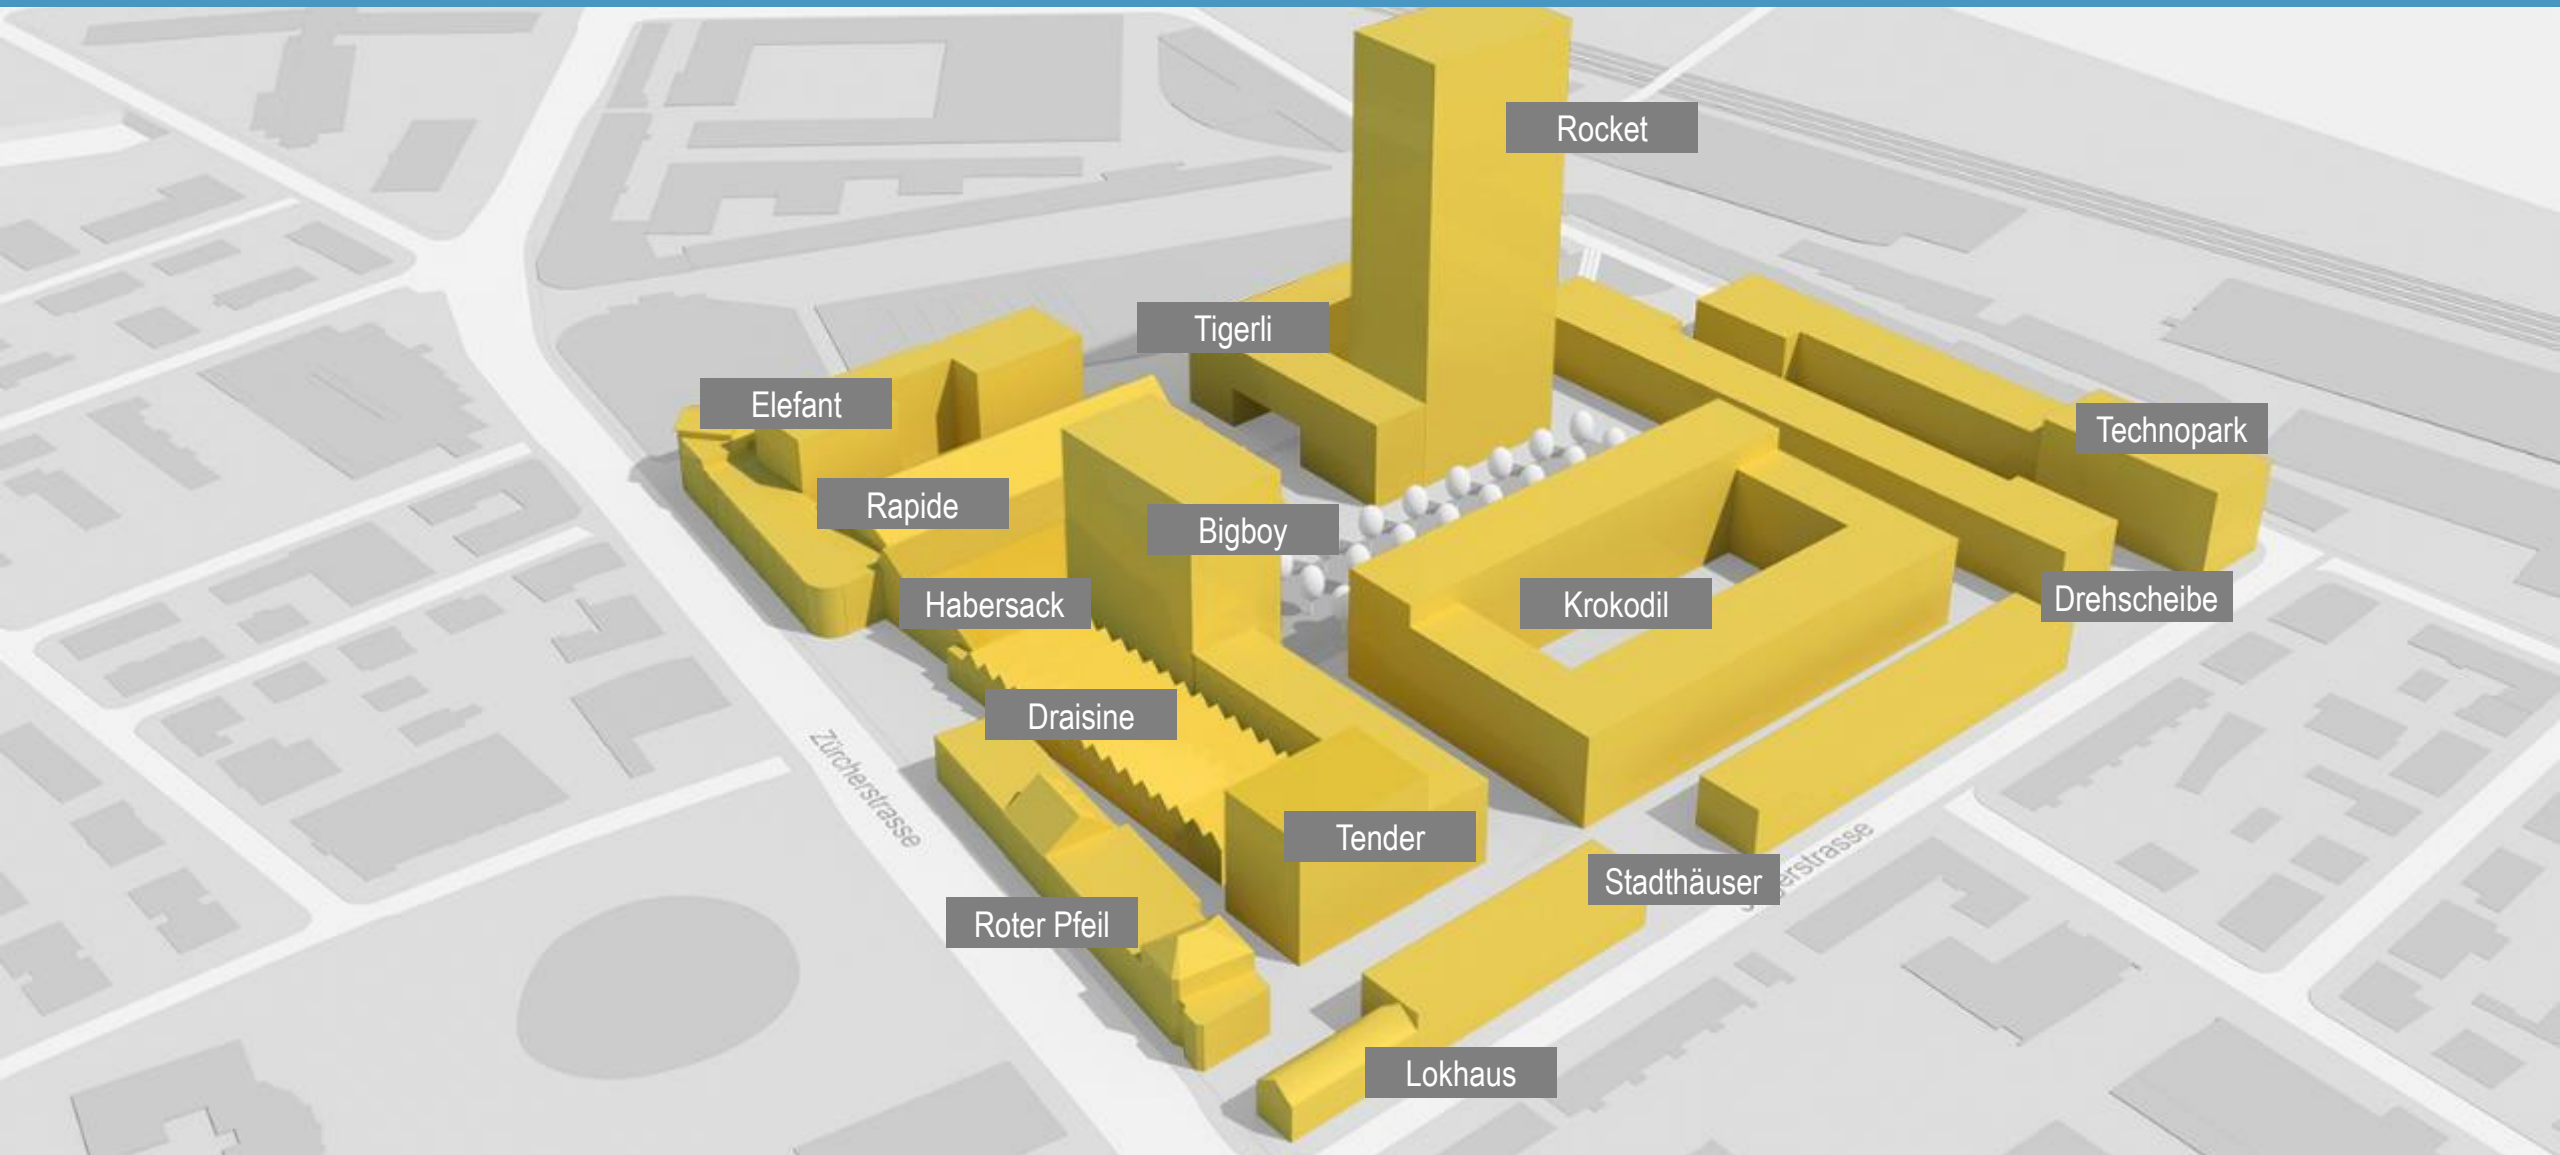 Rocket
Tigerli
Elefant
Technopark
Rapide
Bigboy
Habersack
Krokodil
Drehscheibe
Draisine
Zürcherstrasse
Tender
Stadthäuser
Roter Pfeil
Lokhaus